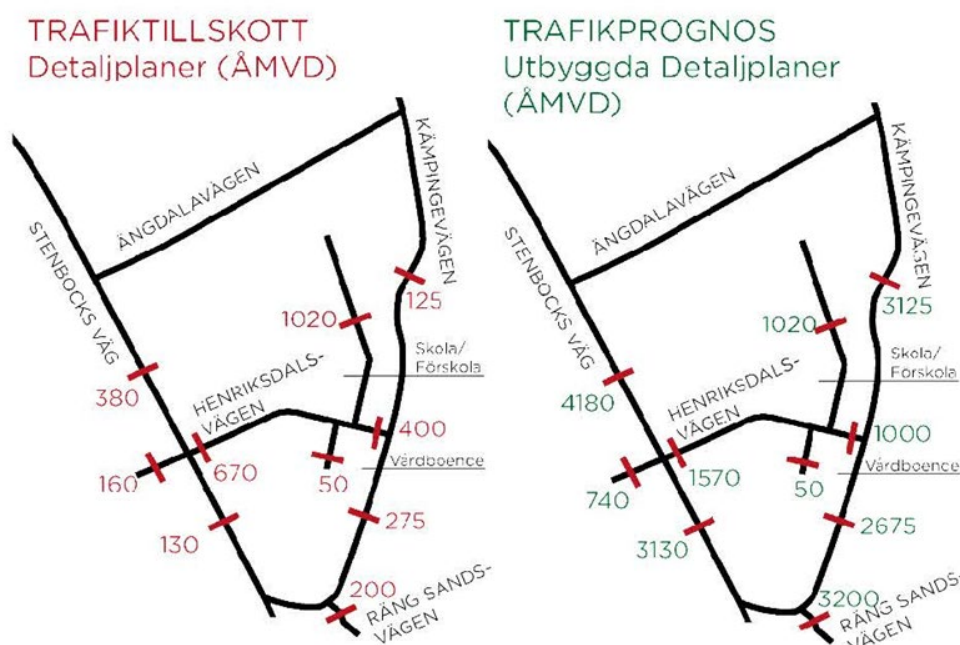 TRAFIKTILLSKOTT
Detaljplaner (ÅMVD)
KÄMPINGEVÄGEN
ÄNGDALAVÄGEN
STENBOCKS VÄG
125
1020
Skola/
Förskola
380
HENRIKSDALS-
VÄGEN
400
670
160
50
Vårdboence
275
130
200
RÄNG SANDS-
VÄGEN
TRAFIKPROGNOS
Utbyggda Detaljplaner
(ÅMVD)
KÄMPINGEVÄGEN
ÄNGDALAVÄGEN
STENBOCKS VÄG
3125
1020
Skola/
Förskola
4180
HENRIKSDALS-
VÄGEN
1000
1570
740
50
Vårdboence
2675
3130
3200
RÄNG SANDS-
VÄGEN